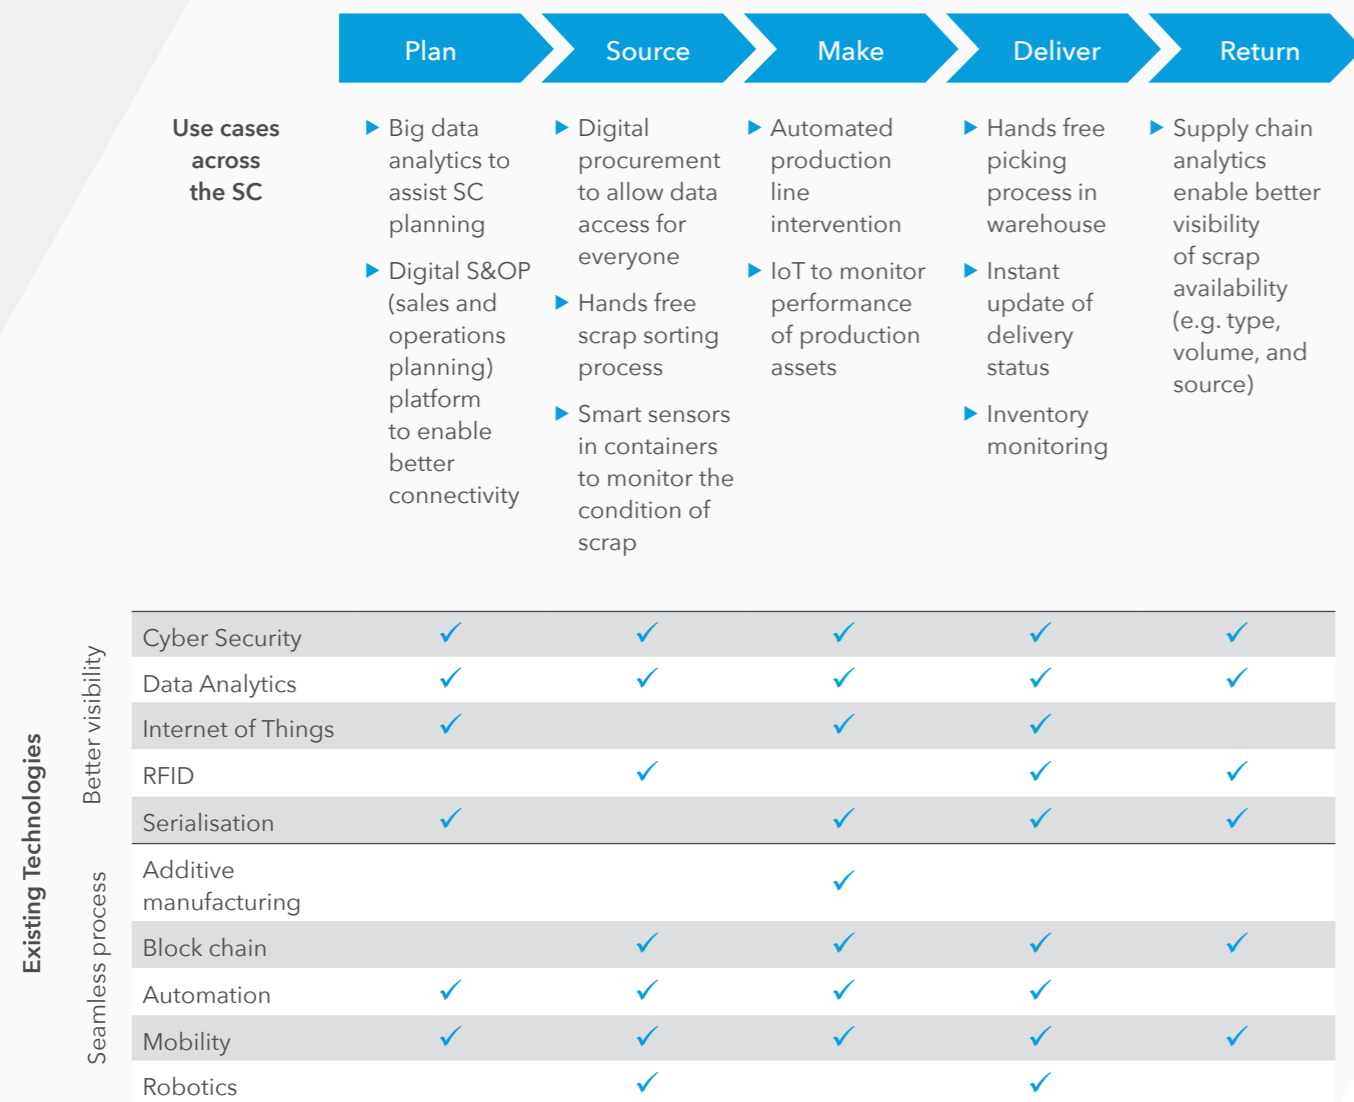 Plan
Source
Make
Deliver
Return
Use cases
across
the SC
▶ Big data
analytics to
assist SC
planning
▶ Digital S&OP
(sales and
operations
planning)
platform
to enable
better
connectivity
▶ Digital
procurement
to allow data
access for
everyone
▶ Hands free
scrap sorting
process
▶ Smart sensors
in containers
to monitor the
condition of
scrap
▶ Automated
production
line
intervention
▶ IoT to monitor
performance
of production
assets
▶ Hands free
picking
process in
warehouse
▶ Instant
update of
delivery
status
▶ Inventory
monitoring
▶ Supply chain
analytics
enable better
visibility
of scrap
availability
(e.g. type,
volume, and
source)
Existing Technologies
Better visibility
Cyber Security ✓ ✓ ✓ ✓ ✓
Data Analytics ✓ ✓ ✓ ✓ ✓
Internet of Things ✓ ✓ ✓
RFID ✓ ✓ ✓
Serialisation ✓ ✓ ✓ ✓
Seamless process
Additive
manufacturing ✓
Block chain ✓ ✓ ✓ ✓
Automation ✓ ✓ ✓ ✓
Mobility ✓ ✓ ✓ ✓ ✓
Robotics ✓ ✓